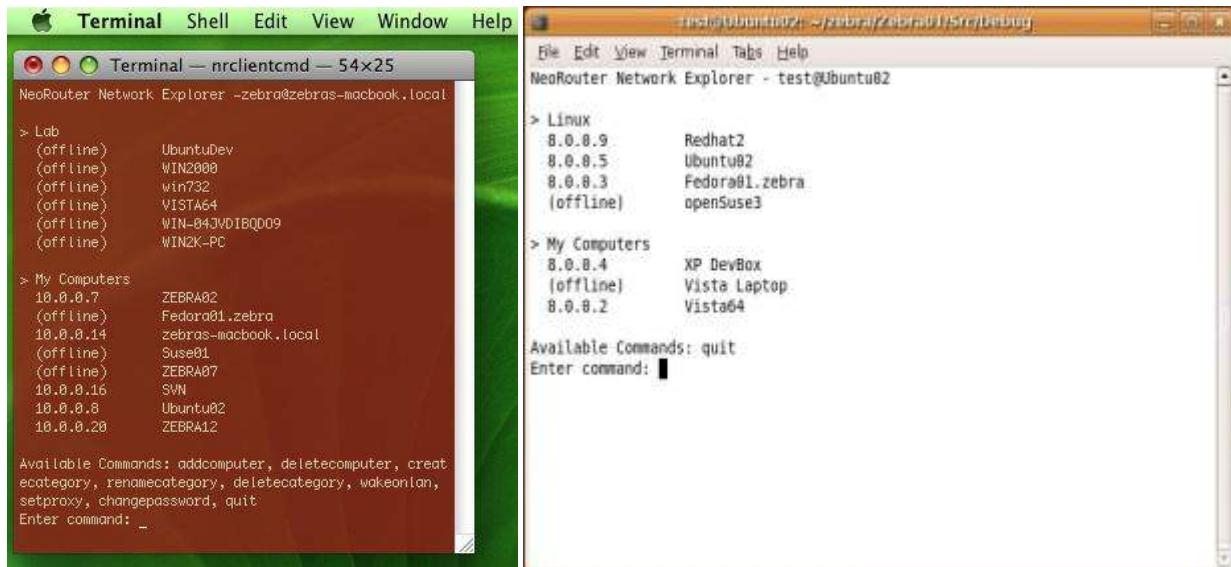 Terminal Shell Edit View Window Help
Terminal — nrclientcmd — 54×25
NeoRouter Network Explorer -zebra@zebras-macbook.local
> Lab
(offline) UbuntuDev
(offline) WIN2000
(offline) win732
(offline) VISTA64
(offline) WIN-04JVDIBQDO9
(offline) WIN2K-PC
> My Computers
10.0.0.7 ZEBRA02
(offline) Fedora01.zebra
10.0.0.14 zebras-macbook.local
(offline) Suse01
(offline) ZEBRA07
10.0.0.16 SVN
10.0.0.8 Ubuntu02
10.0.0.20 ZEBRA12
Available Commands: addcomputer, deletecomputer, creat
ecategory, renamecategory, deletecategory, wakeonlan,
setproxy, changepassword, quit
Enter command: _
test@Ubuntu02: ~/zebra/Zebra01/Src/Debug
File Edit View Terminal Tabs Help
NeoRouter Network Explorer - test@Ubuntu02
> Linux
8.0.0.9 Redhat2
8.0.0.5 Ubuntu02
8.0.0.3 Fedora01.zebra
(offline) openSuse3
> My Computers
8.0.0.4 XP DevBox
(offline) Vista Laptop
8.0.0.2 Vista64
Available Commands: quit
Enter command: